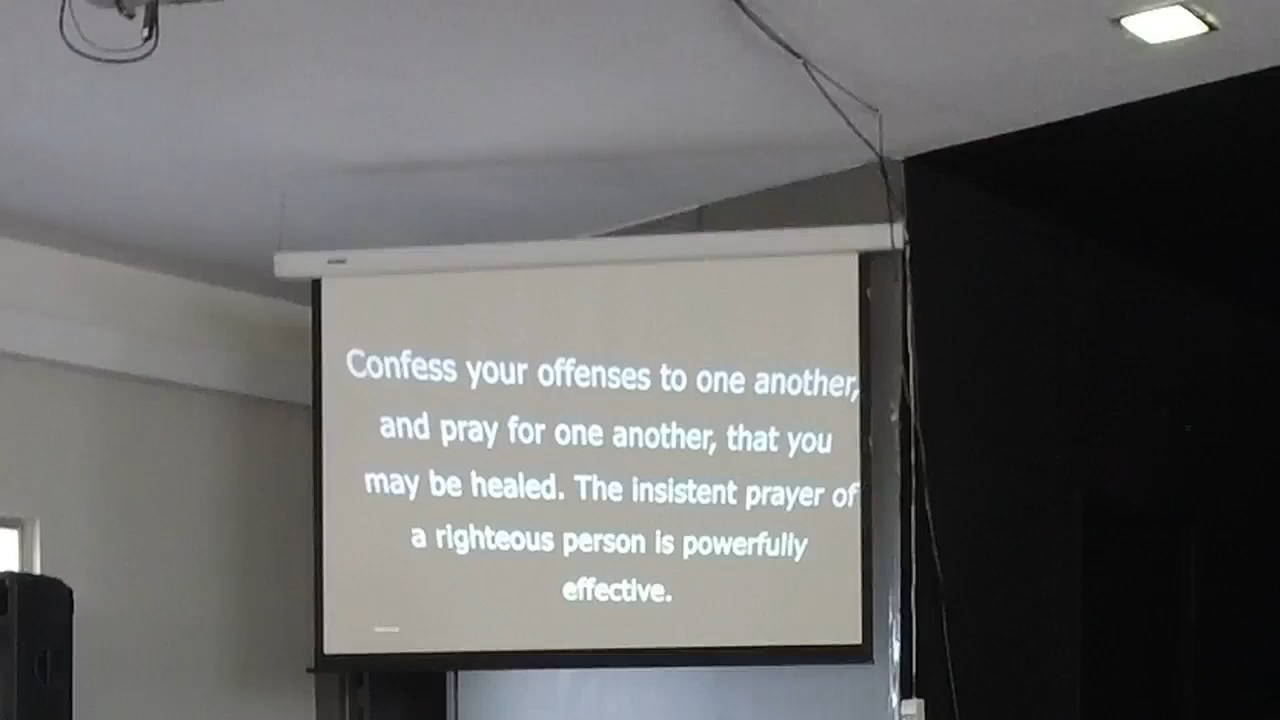 Confess your offenses to one another,
and pray for one another, that you
may be healed. The insistent prayer of
a righteous person is powerfully
effective.